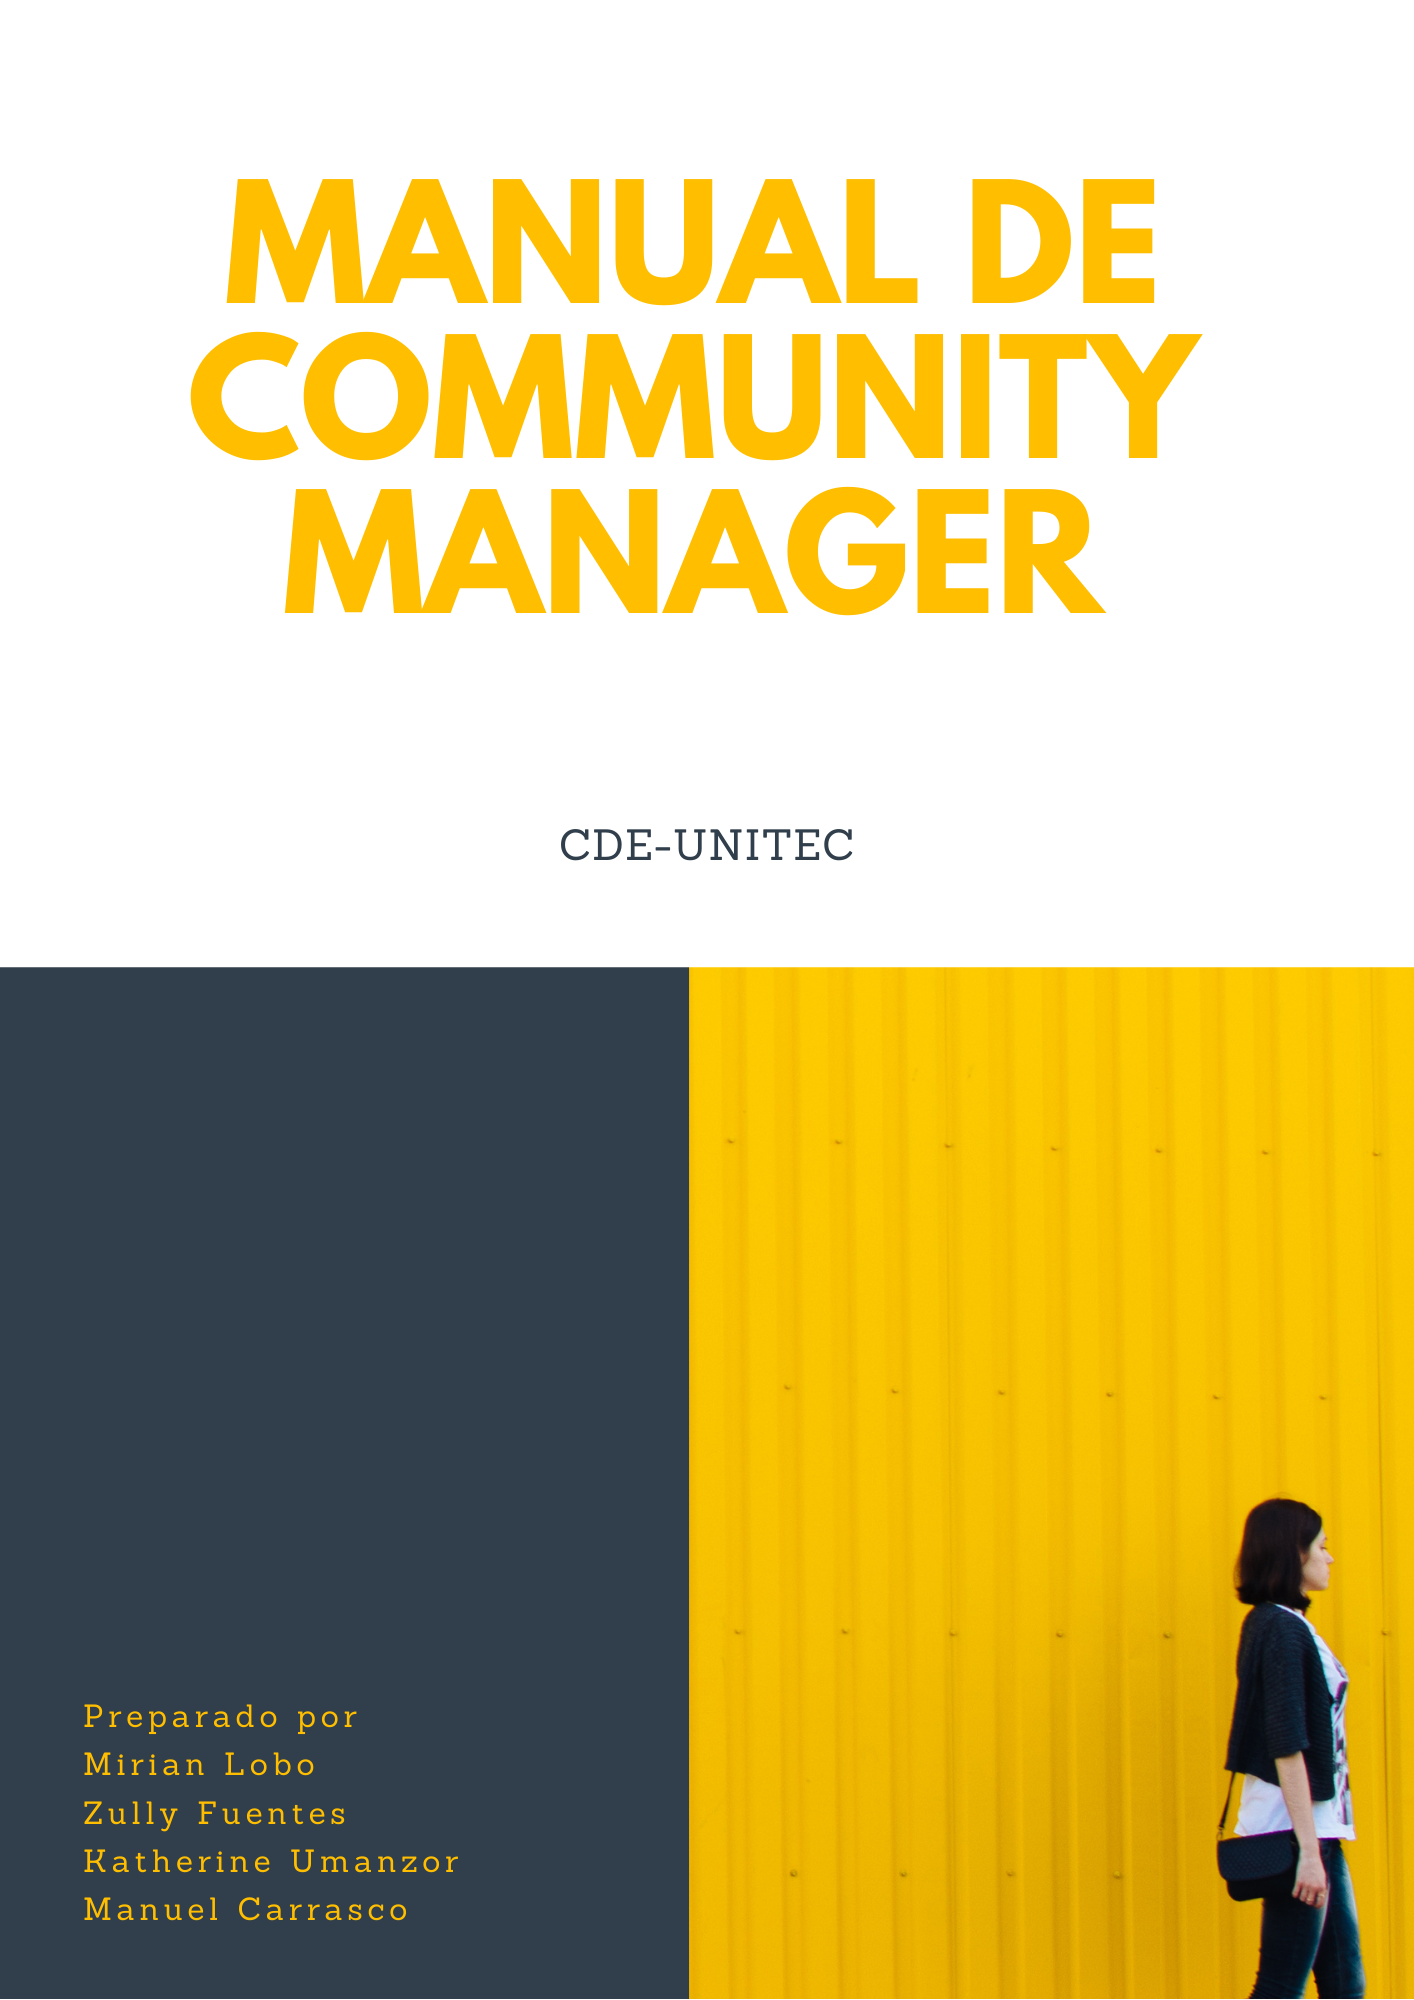 MANUAL DE
COMMUNITY
MANAGER
CDE-UNITEC
Preparado por
Mirian Lobo
Zully Fuentes
Katherine Umanzor
Manuel Carrasco